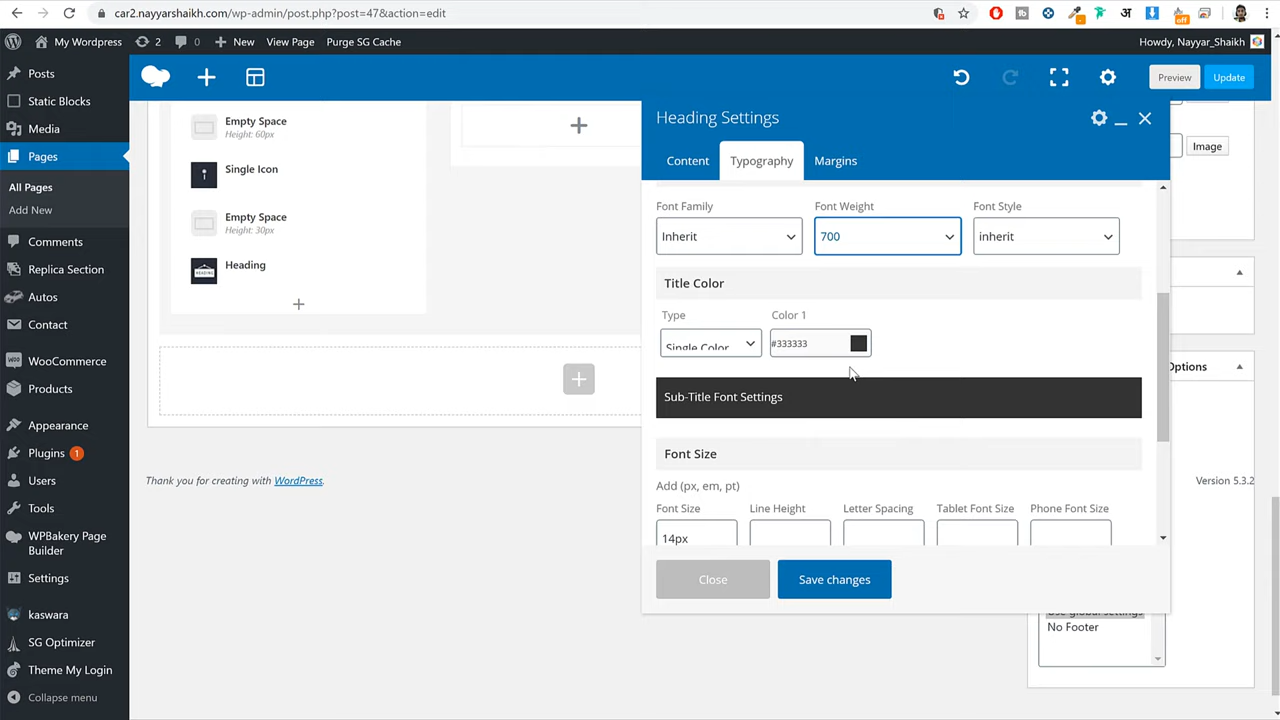 car2.nayyarshaikh.com/wp-admin/post.php?post=47&action=edit
अ
off
My Wordpress
2
0
New
View Page
Purge SG Cache
Howdy, Nayyar_Shaikh
Posts
Static Blocks
Media
Pages
All Pages
Add New
Comments
Replica Section
Autos
Contact
WooCommerce
Products
Appearance
Plugins 1
Users
Tools
WPBakery Page
Builder
Settings
kaswara
SG Optimizer
Theme My Login
Collapse menu
Preview
Update
Empty Space
Height: 60px
Single Icon
Empty Space
Height: 30px
HEADING
Heading
Thank you for creating with WordPress.
Heading Settings
Content
Typography
Margins
Font Family
Font Weight
Font Style
Inherit
700
inherit
Title Color
Type
Color 1
Single Color
#333333
Sub-Title Font Settings
Font Size
Add (px, em, pt)
Font Size
Line Height
Letter Spacing
Tablet Font Size
Phone Font Size
14px
Close
Save changes
Image
Options
Version 5.3.2
Use global settings
No Footer